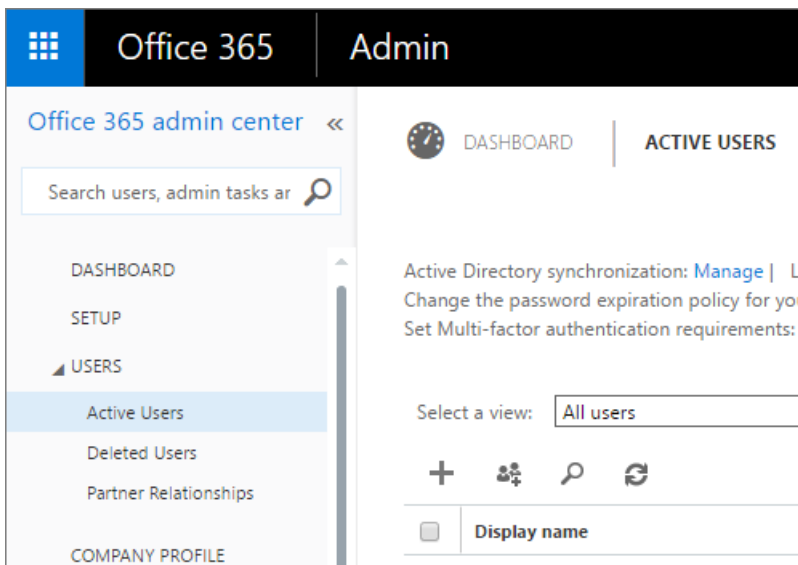 Office 365
Admin
Office 365 admin center «
Search users, admin tasks ar
DASHBOARD
SETUP
USERS
Active Users
Deleted Users
Partner Relationships
COMPANY PROFILE
DASHBOARD
ACTIVE USERS
Active Directory synchronization: Manage | L
Change the password expiration policy for you
Set Multi-factor authentication requirements:
Select a view: All users
Display name